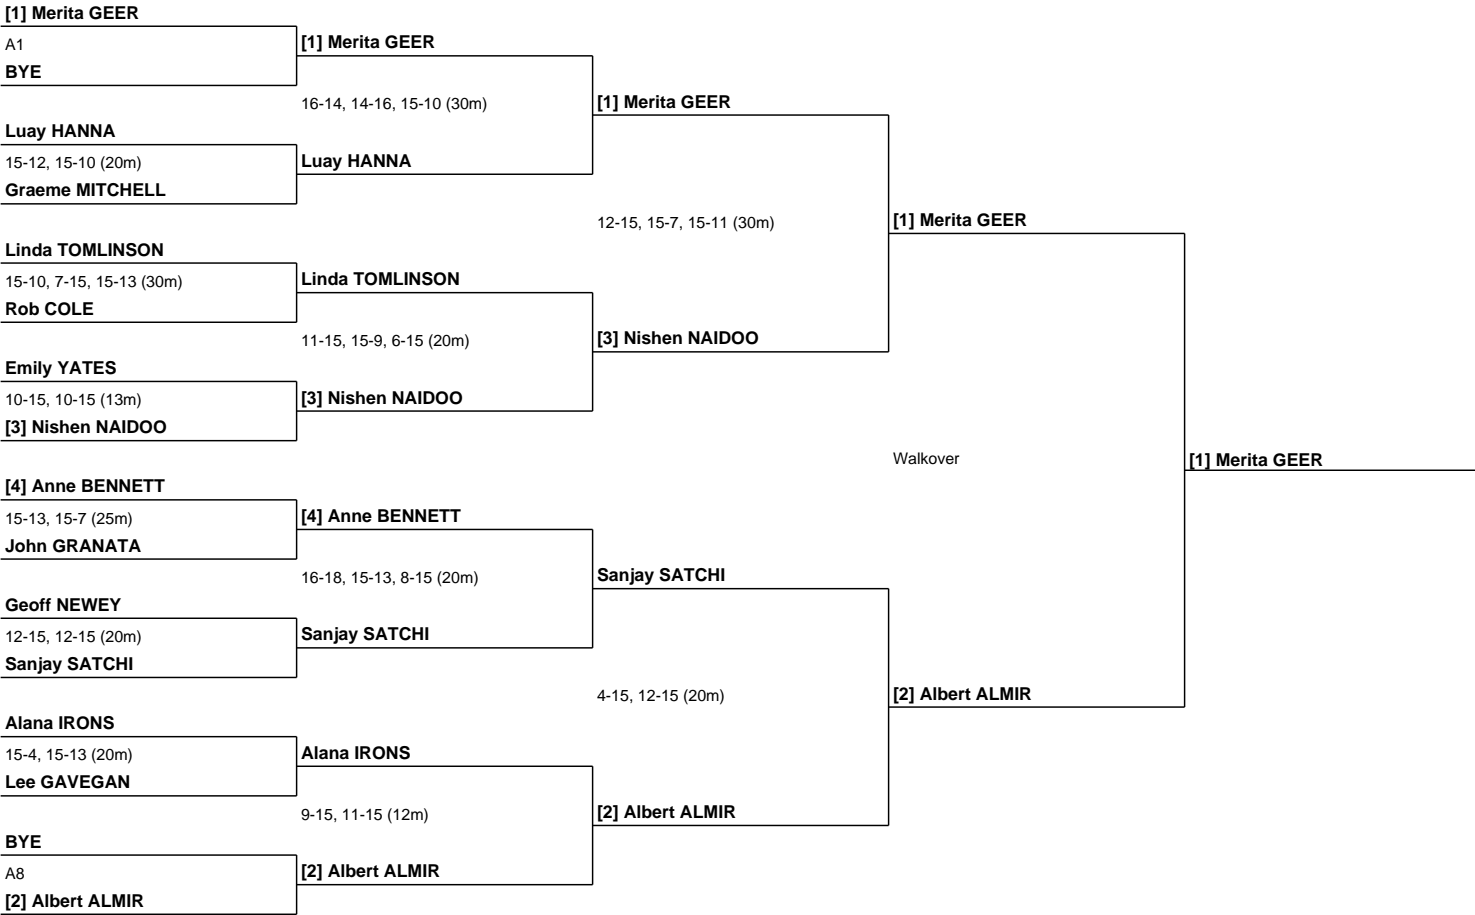 [1] Merita GEER
A1
BYE
Luay HANNA
15-12, 15-10 (20m)
Graeme MITCHELL
Linda TOMLINSON
15-10, 7-15, 15-13 (30m)
Rob COLE
Emily YATES
10-15, 10-15 (13m)
[3] Nishen NAIDOO
[4] Anne BENNETT
15-13, 15-7 (25m)
John GRANATA
Geoff NEWEY
12-15, 12-15 (20m)
Sanjay SATCHI
Alana IRONS
15-4, 15-13 (20m)
Lee GAVEGAN
BYE
A8
[2] Albert ALMIR
[1] Merita GEER
16-14, 14-16, 15-10 (30m)
Luay HANNA
Linda TOMLINSON
11-15, 15-9, 6-15 (20m)
[3] Nishen NAIDOO
[4] Anne BENNETT
16-18, 15-13, 8-15 (20m)
Sanjay SATCHI
Alana IRONS
9-15, 11-15 (12m)
[2] Albert ALMIR
[1] Merita GEER
12-15, 15-7, 15-11 (30m)
[3] Nishen NAIDOO
Sanjay SATCHI
4-15, 12-15 (20m)
[2] Albert ALMIR
[1] Merita GEER
Walkover
[2] Albert ALMIR
[1] Merita GEER